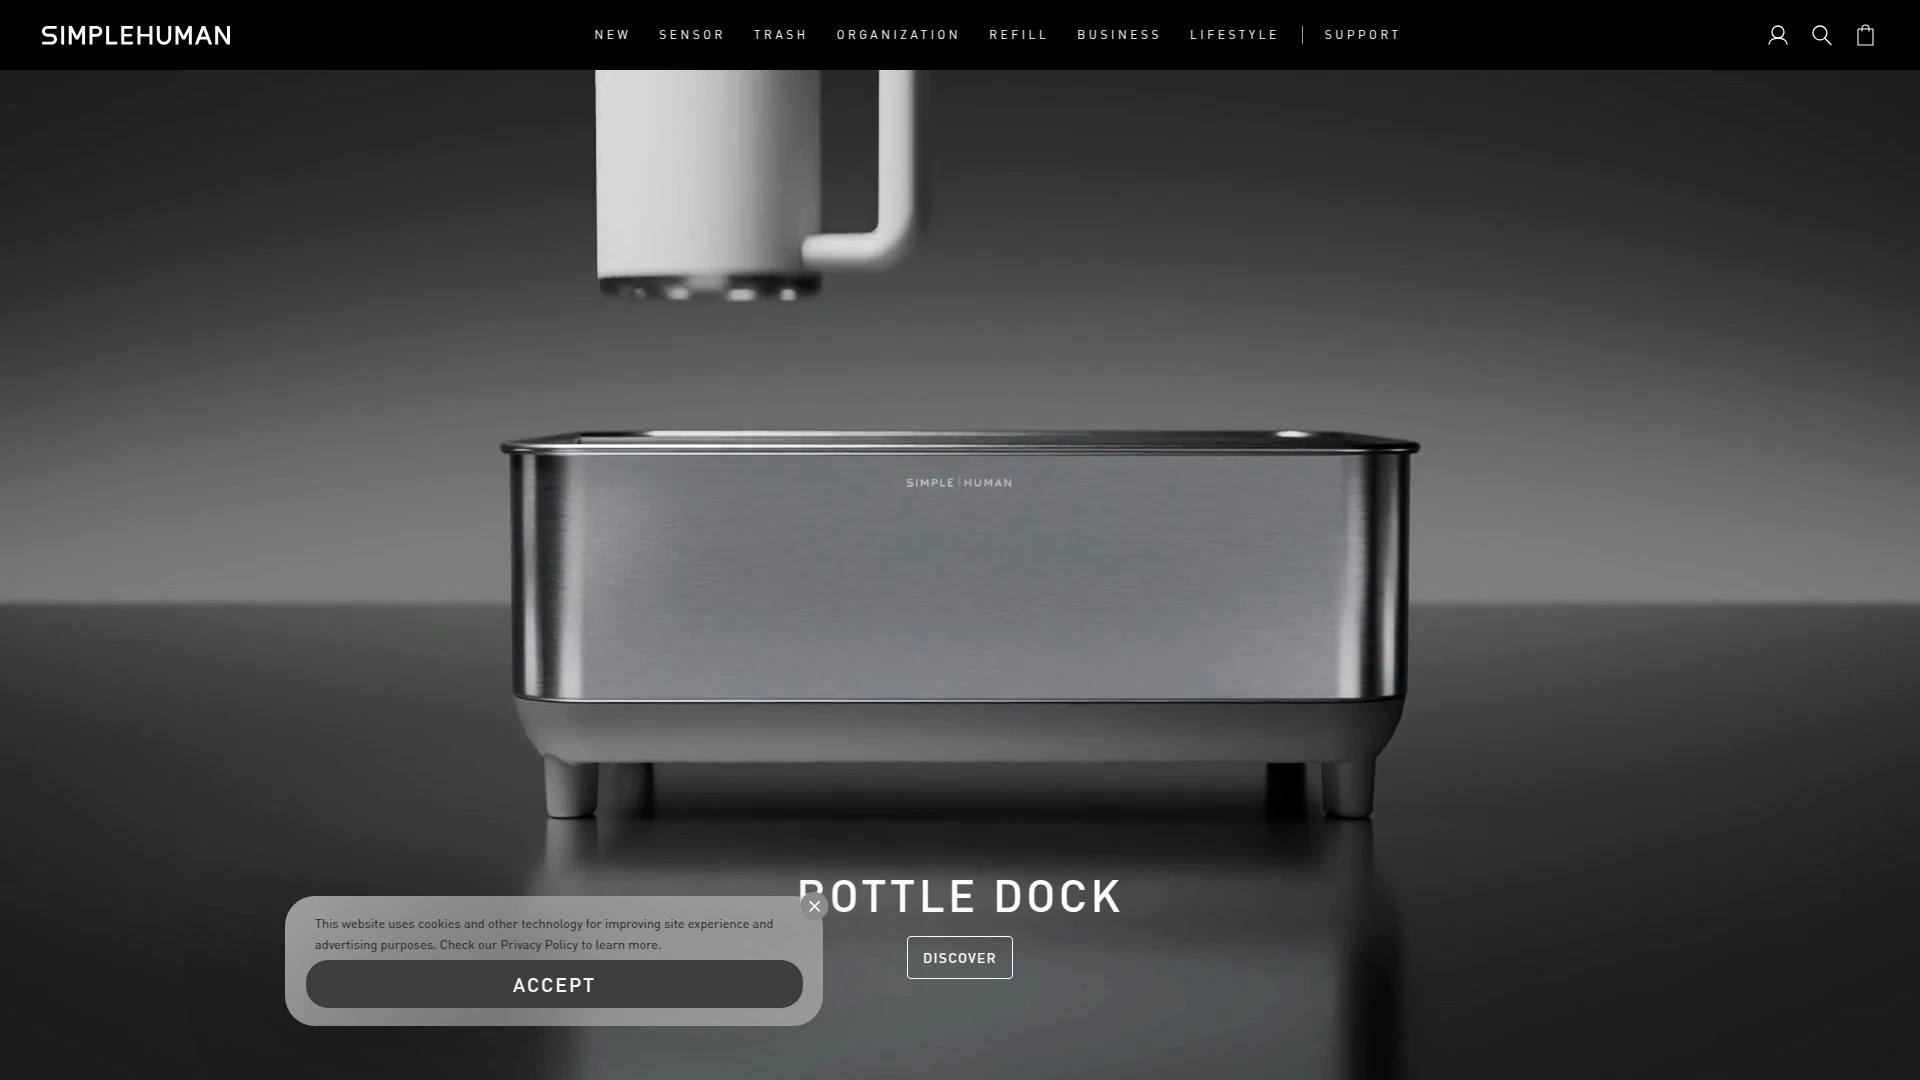 SIMPLEHUMAN
NEW
SENSOR
TRASH
ORGANIZATION
REFILL
BUSINESS
LIFESTYLE
SUPPORT
SIMPLE|HUMAN
BOTTLE DOCK
DISCOVER
This website uses cookies and other technology for improving site experience and
advertising purposes. Check our Privacy Policy to learn more.
ACCEPT